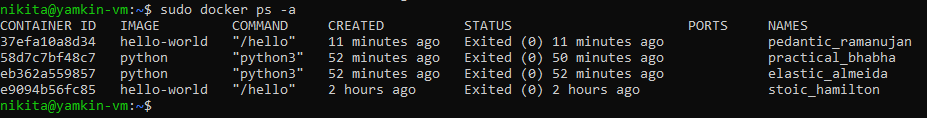 nikita@yamkin-vm:~$ sudo docker ps -a
CONTAINER ID   IMAGE         COMMAND    CREATED          STATUS                      PORTS     NAMES
37efa10a8d34   hello-world   "/hello"   11 minutes ago   Exited (0) 11 minutes ago             pedantic_ramanujan
58d7c7bf48c7   python        "python3"  52 minutes ago   Exited (0) 50 minutes ago             practical_bhabha
eb362a559857   python        "python3"  52 minutes ago   Exited (0) 52 minutes ago             elastic_almeida
e9094b56fc85   hello-world   "/hello"   2 hours ago      Exited (0) 2 hours ago                stoic_hamilton
nikita@yamkin-vm:~$